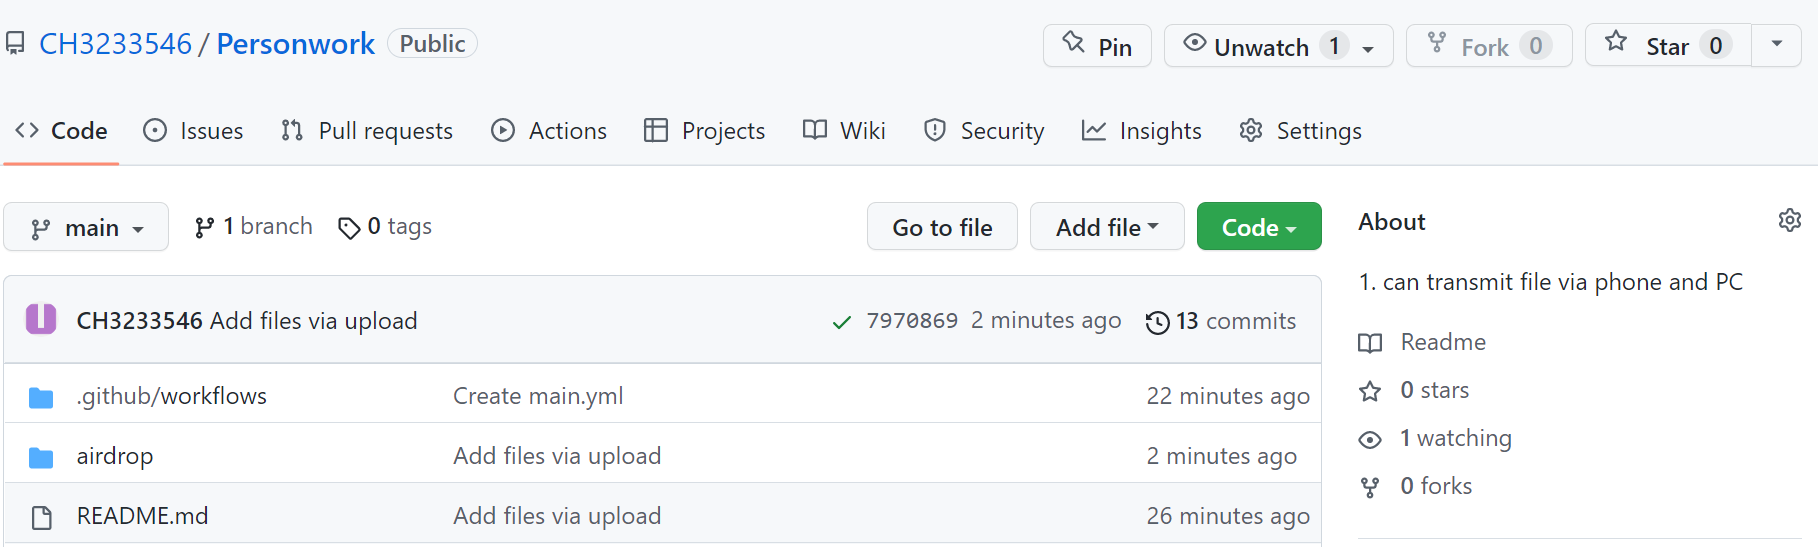 CH3233546 / Personwork Public
Pin
Unwatch 1
Fork 0
Star 0
Code
Issues
Pull requests
Actions
Projects
Wiki
Security
Insights
Settings
main
1 branch
0 tags
Go to file
Add file
Code
CH3233546 Add files via upload
7970869 2 minutes ago
13 commits
.github/workflows Create main.yml 22 minutes ago
airdrop Add files via upload 2 minutes ago
README.md Add files via upload 26 minutes ago
About
1. can transmit file via phone and PC
Readme
0 stars
1 watching
0 forks